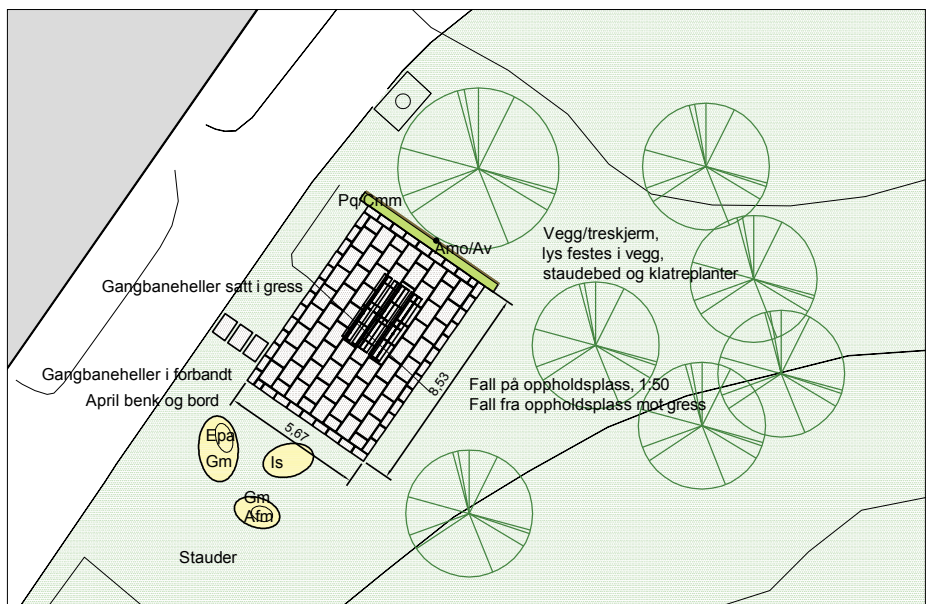 Pq/Cmm
Amo/Av
Vegg/treskjerm,
lys festes i vegg,
staudebed og klatreplanter
Gangbaneheller satt i gress
Gangbaneheller i forbandt
April benk og bord
8,53
Fall på oppholdsplass, 1:50
Fall fra oppholdsplass mot gress
5,67
Epa
Gm
Is
Gm
Afm
Stauder